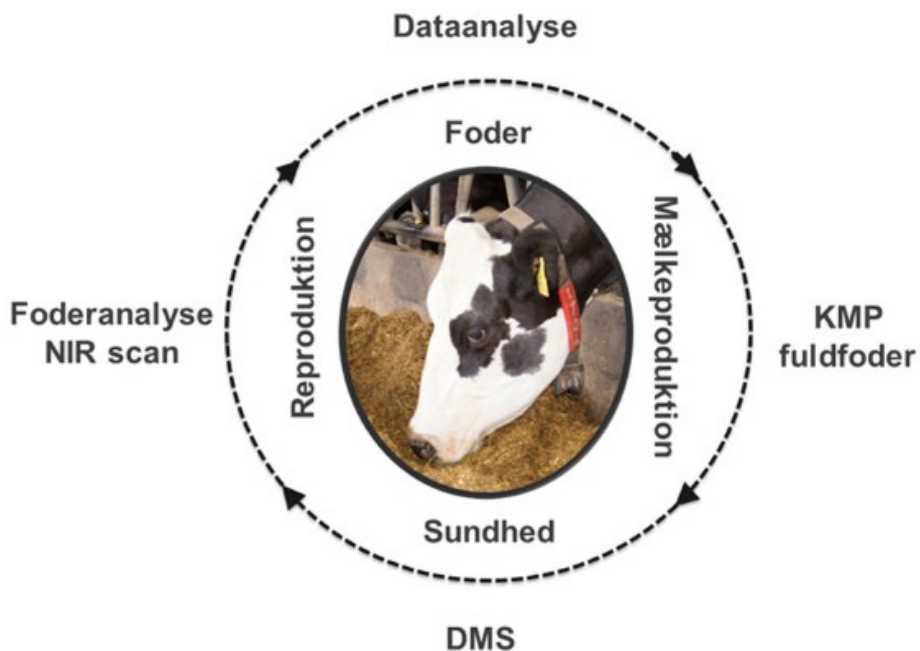 Dataanalyse
Foder
Reproduktion
Mælkeproduktion
Foderanalyse
NIR scan
KMP
fuldfoder
Sundhed
DMS